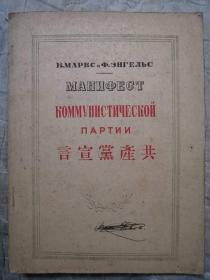 К. МАРКС и Ф. ЭНГЕЛЬС
МАНИФЕСТ
КОММУНИСТИЧЕСКОЙ
ПАРТИИ
言宣黨產共